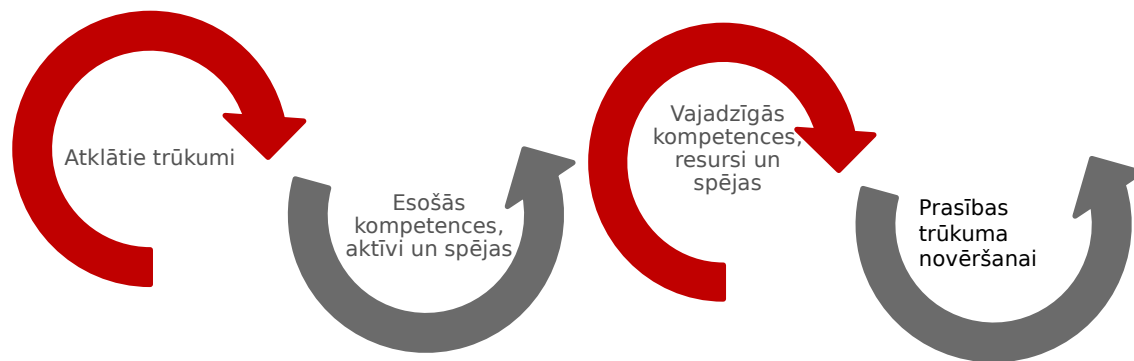 Atklātie trūkumi
Esošās
kompetences,
aktīvi un spējas
Vajadzīgās
kompetences,
resursi un
spējas
Prasības
trūkuma
novēršanai